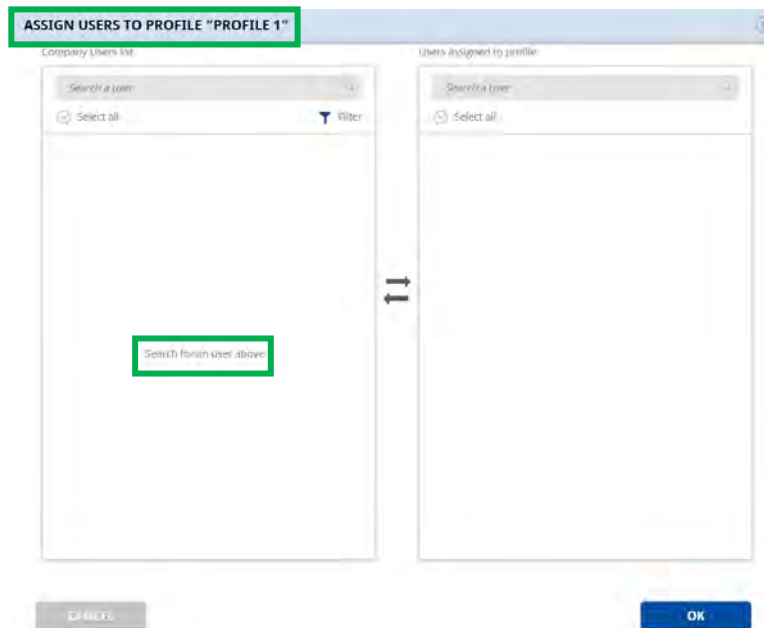 ASSIGN USERS TO PROFILE "PROFILE 1"
Company Users list
Users assigned to profile
Search a user
Search a user
Select all
Filter
Select all
Search for an user above
CANCEL
OK